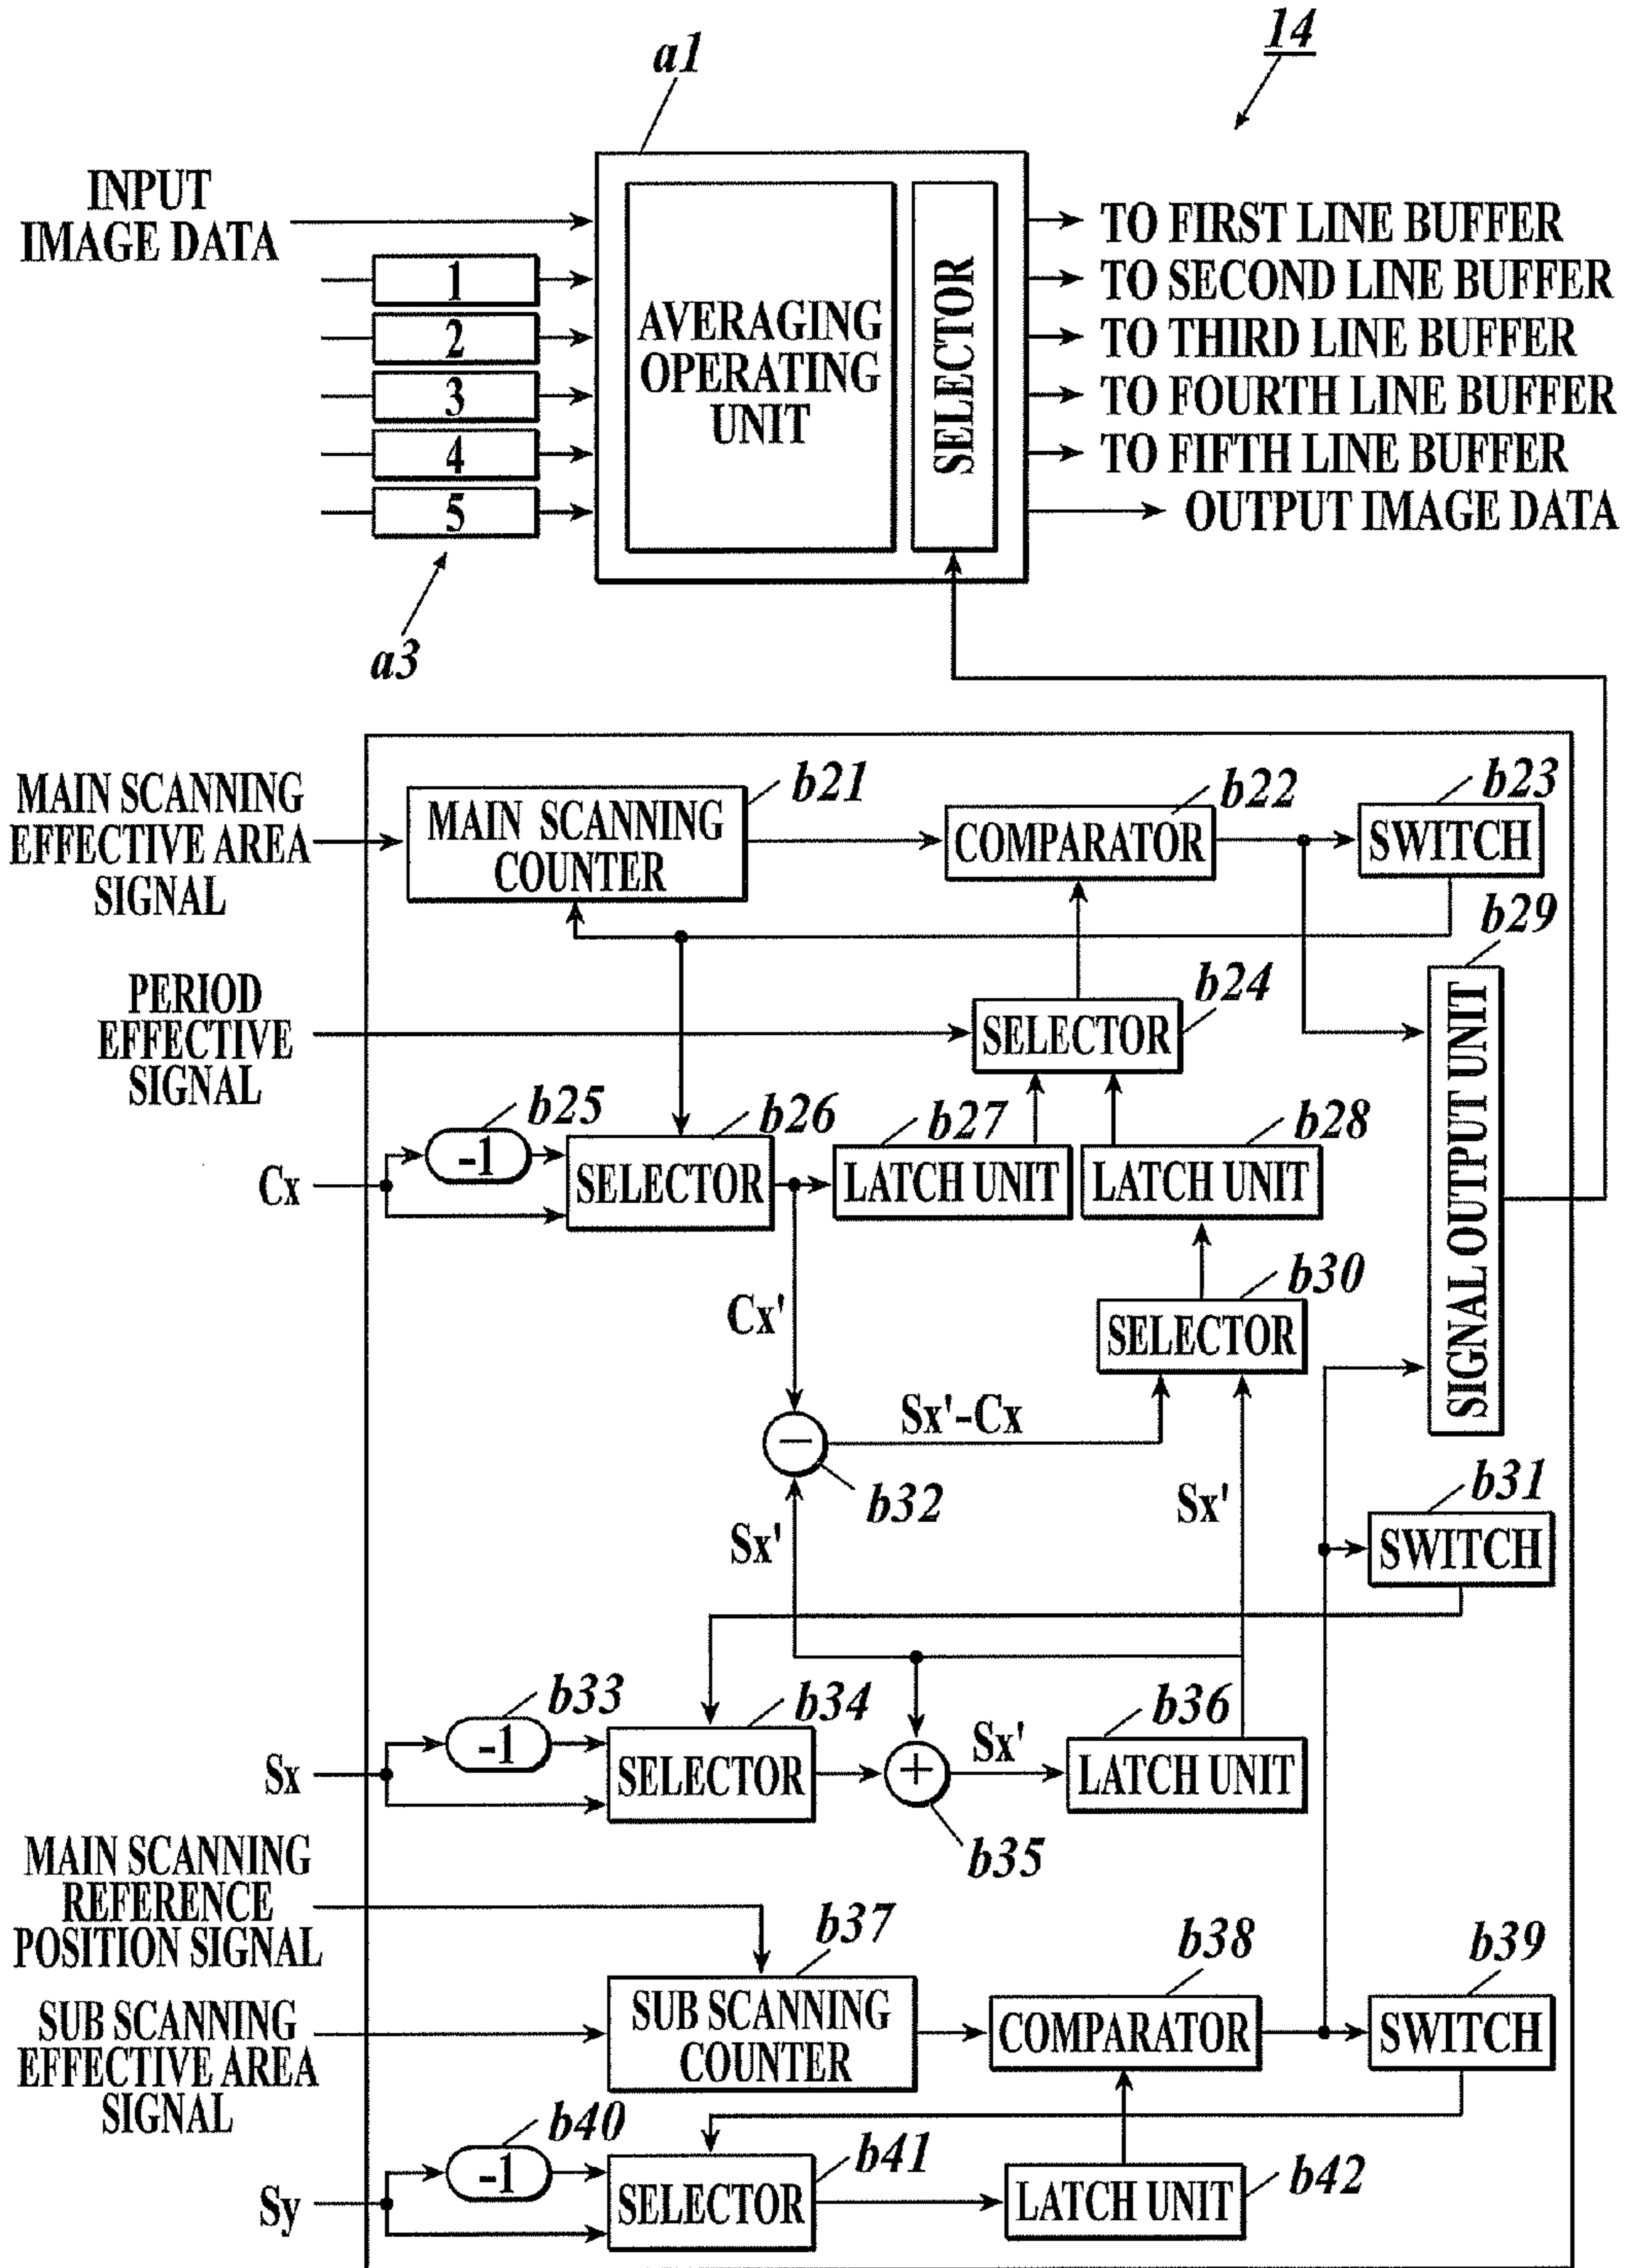 14
a1
INPUT
IMAGE DATA
1
2
3
4
5
a3
AVERAGING
OPERATING
UNIT
SELECTOR
TO FIRST LINE BUFFER
TO SECOND LINE BUFFER
TO THIRD LINE BUFFER
TO FOURTH LINE BUFFER
TO FIFTH LINE BUFFER
OUTPUT IMAGE DATA
MAIN SCANNING
EFFECTIVE AREA
SIGNAL
MAIN SCANNING
COUNTER
b21
COMPARATOR
b22
SWITCH
b23
PERIOD
EFFECTIVE
SIGNAL
SELECTOR
b24
b29
SIGNAL OUTPUT UNIT
Cx
-1
b25
SELECTOR
b26
LATCH UNIT
b27
LATCH UNIT
b28
Cx'
SELECTOR
b30
Sx'-Cx
b32
Sx'
Sx'
SWITCH
b31
Sx
-1
b33
SELECTOR
b34
+
b35
Sx'
LATCH UNIT
b36
MAIN SCANNING
REFERENCE
POSITION SIGNAL
SUB SCANNING
EFFECTIVE AREA
SIGNAL
SUB SCANNING
COUNTER
b37
COMPARATOR
b38
SWITCH
b39
Sy
-1
b40
SELECTOR
b41
LATCH UNIT
b42